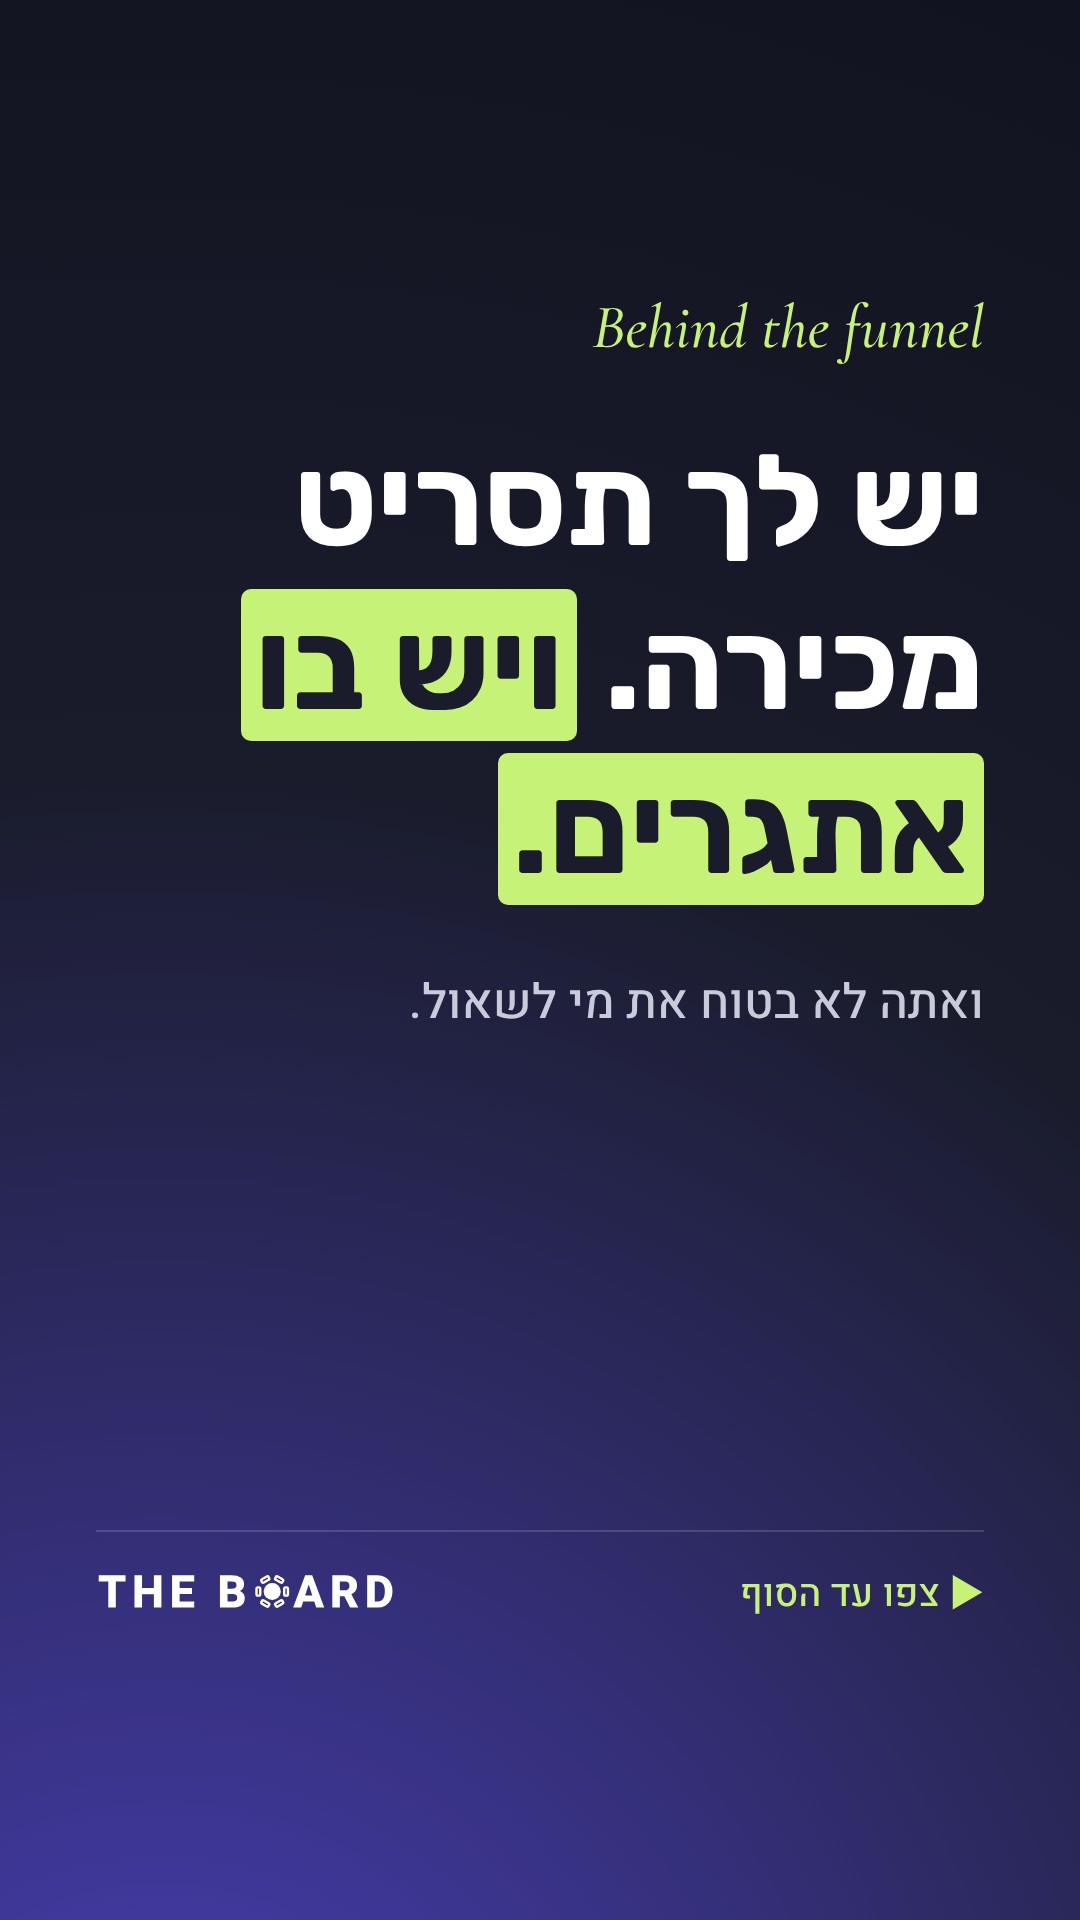 Behind the funnel
יש לך תסריט
מכירה. ויש בו
אתגרים.
ואתה לא בטוח את מי לשאול.
▶ צפו עד הסוף
THE BOARD